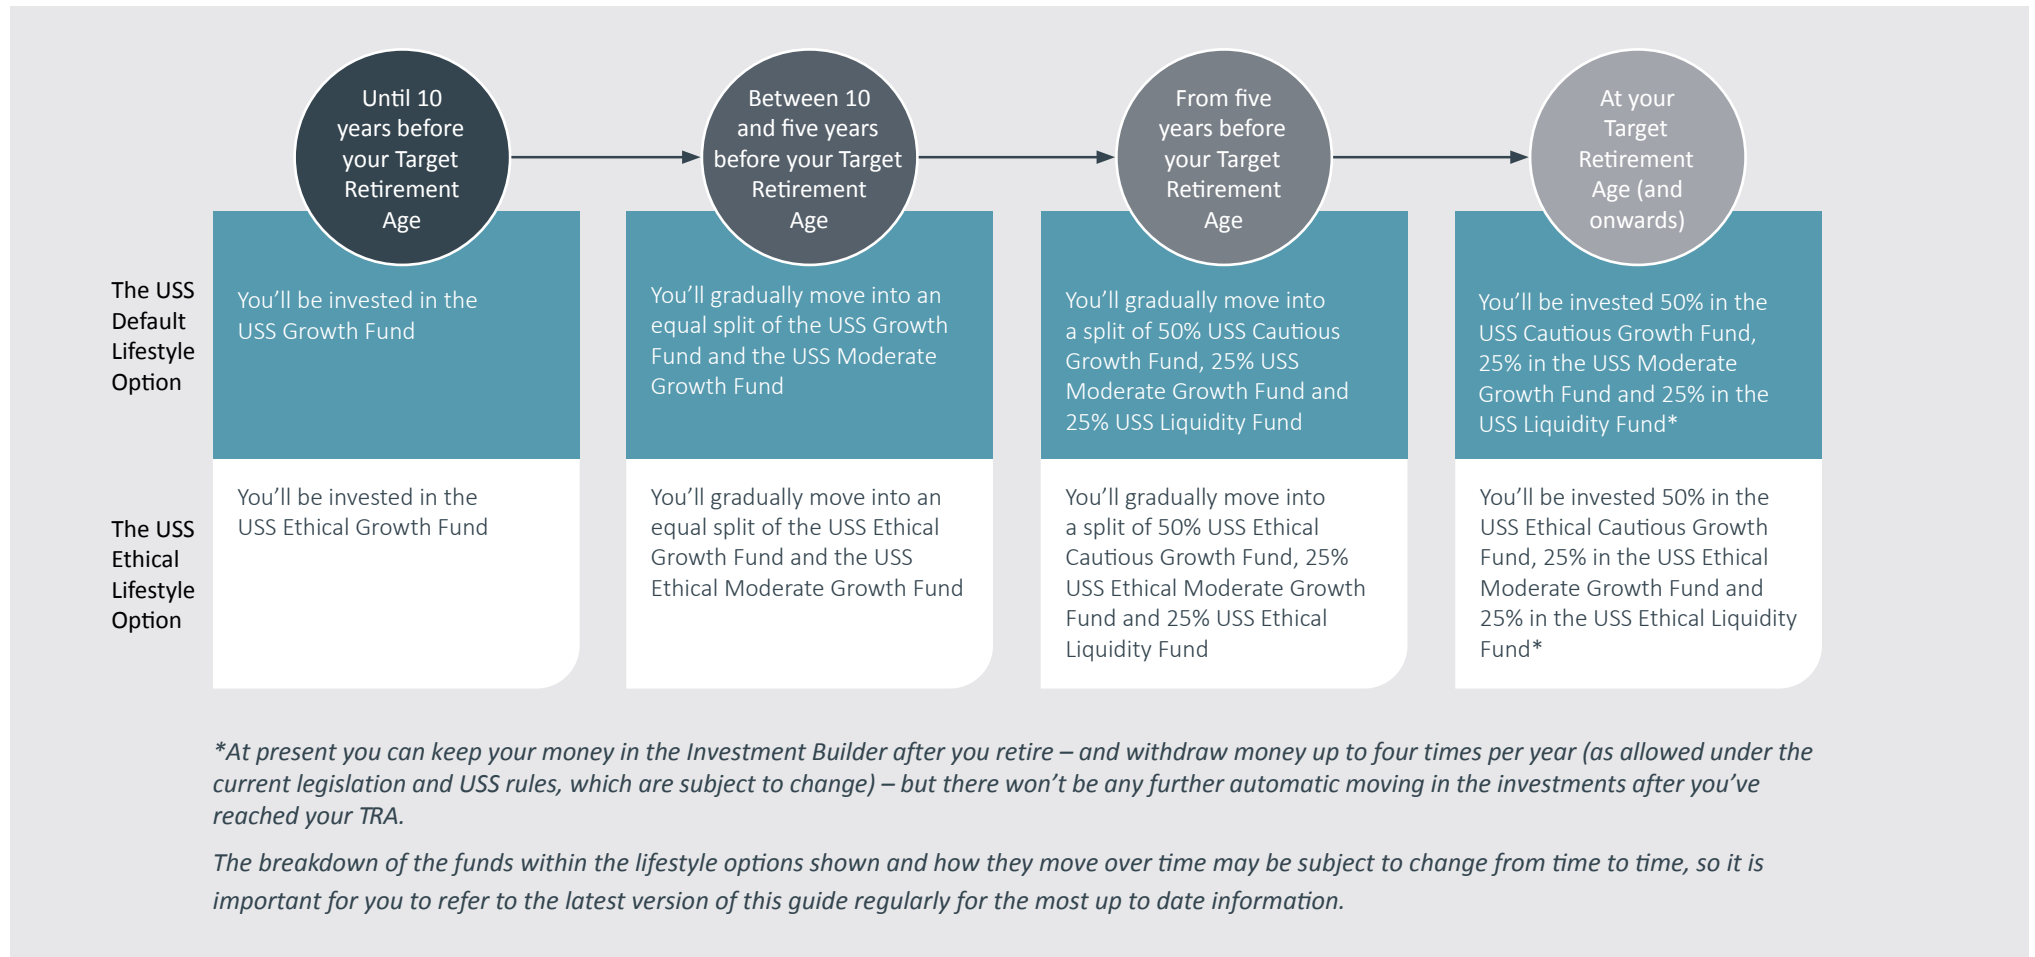 Until 10
years before
your Target
Retirement
Age
Between 10
and five years
before your Target
Retirement
Age
From five
years before
your Target
Retirement
Age
At your
Target
Retirement
Age (and
onwards)
The USS
Default
Lifestyle
Option
You'll be invested in the
USS Growth Fund
You'll gradually move into an
equal split of the USS Growth
Fund and the USS Moderate
Growth Fund
You'll gradually move into
a split of 50% USS Cautious
Growth Fund, 25% USS
Moderate Growth Fund and
25% USS Liquidity Fund
You'll be invested 50% in the
USS Cautious Growth Fund,
25% in the USS Moderate
Growth Fund and 25% in the
USS Liquidity Fund*
The USS
Ethical
Lifestyle
Option
You'll be invested in the
USS Ethical Growth Fund
You'll gradually move into an
equal split of the USS Ethical
Growth Fund and the USS
Ethical Moderate Growth Fund
You'll gradually move into
a split of 50% USS Ethical
Cautious Growth Fund, 25%
USS Ethical Moderate Growth
Fund and 25% USS Ethical
Liquidity Fund
You'll be invested 50% in the
USS Ethical Cautious Growth
Fund, 25% in the USS Ethical
Moderate Growth Fund and
25% in the USS Ethical Liquidity
Fund*
*At present you can keep your money in the Investment Builder after you retire – and withdraw money up to four times per year (as allowed under the
current legislation and USS rules, which are subject to change) – but there won't be any further automatic moving in the investments after you've
reached your TRA.
The breakdown of the funds within the lifestyle options shown and how they move over time may be subject to change from time to time, so it is
important for you to refer to the latest version of this guide regularly for the most up to date information.